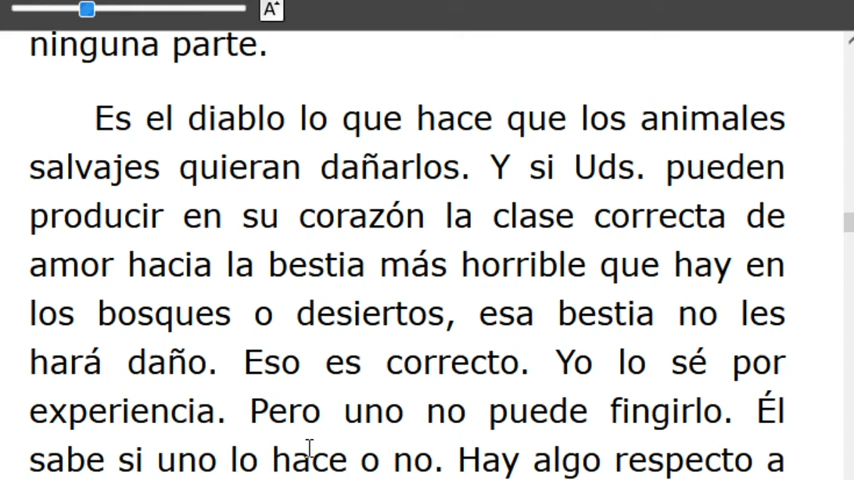 A
ninguna parte.
Es el diablo lo que hace que los animales
salvajes quieran dañarlos. Y si Uds. pueden
producir en su corazón la clase correcta de
amor hacia la bestia más horrible que hay en
los bosques o desiertos, esa bestia no les
hará daño. Eso es correcto. Yo lo sé por
experiencia. Pero uno no puede fingirlo. Él
sabe si uno lo hace o no. Hay algo respecto a